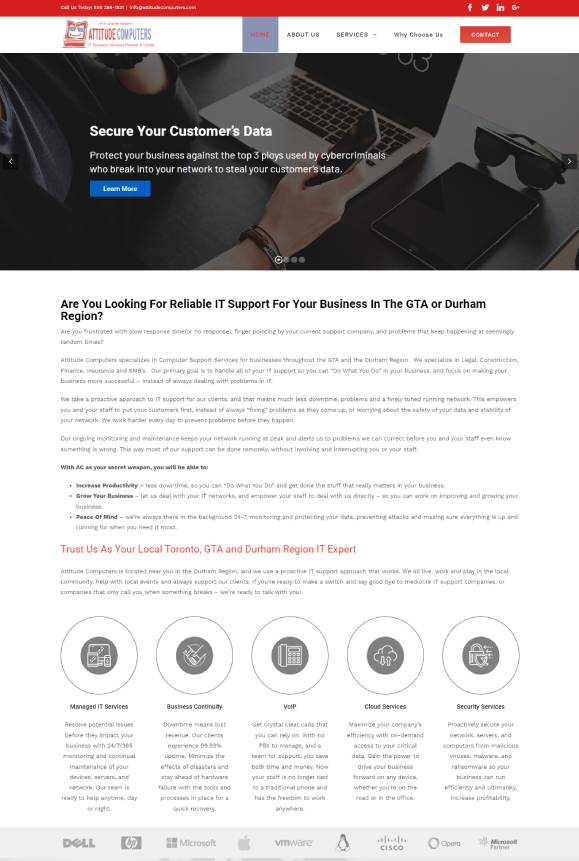 Call Us Today! 800 286-1831 | info@attitudecomputers.com
ATTITUDE COMPUTERS
IT Business Services Remote & Onsite
HOME
ABOUT US
SERVICES
Why Choose Us
CONTACT
Secure Your Customer's Data
Protect your business against the top 3 ploys used by cybercriminals
who break into your network to steal your customer's data.
Learn More
Are You Looking For Reliable IT Support For Your Business In The GTA or Durham
Region?
Are you frustrated with slow response time(or no response), finger pointing by your current support company, and problems that keep happening at seemingly
random times?
Attitude Computers specializes in Computer Support Services for businesses throughout the GTA and the Durham Region. We specialize in Legal, Construction,
Finance, Insurance and SMB's. Our primary goal is to handle all of your IT support so you can "Do What You Do" in your business, and focus on making your
business more successful – instead of always dealing with problems in IT.
We take a proactive approach to IT support for our clients, and that means much less downtime, problems and a finely tuned running network. This empowers
you and your staff to put your customers first, instead of always "fixing" problems as they come up, or worrying about the safety of your data and stability of
your network. We work harder every day to prevent problems before they happen.
Our ongoing monitoring and maintenance keeps your network running at peak and alerts us to problems we can correct before you and your staff even know
something is wrong. This way most of our support can be done remotely, without involving and interrupting you or your staff.
With AC as your secret weapon, you will be able to:
• Increase Productivity – less downtime, so you can "Do What You Do" and get done the stuff that really matters in your business.
• Grow Your Business – let us deal with your IT networks, and empower your staff to deal with us directly – so you can work on improving and growing your
business.
• Peace Of Mind – we're always there in the background 24-7, monitoring and protecting your data, preventing attacks and making sure everything is up and
running for when you need it most.
Trust Us As Your Local Toronto, GTA and Durham Region IT Expert
Attitude Computers is located near you in the Durham Region, and we use a proactive IT support approach that works. We all live, work and play in the local
community, help with local events and always support our clients. If you're ready to make a switch and say good bye to mediocre IT support companies, or
companies that only call you when something breaks – we're ready to talk with you!
Managed IT Services
Resolve potential issues
before they impact your
business with 24/7/365
monitoring and continual
maintenance of your
devices, servers, and
network. Our team is
ready to help anytime, day
or night.
Business Continuity
Downtime means lost
revenue. Our clients
experience 99.99%
uptime. Minimize the
effects of disasters and
stay ahead of hardware
failure with the tools and
processes in place for a
quick recovery.
VoIP
Get crystal clear calls that
you can rely on. With no
PBX to manage, and a
team for support, you save
both time and money. Now
your staff is no longer tied
to a traditional phone and
has the freedom to work
anywhere.
Cloud Services
Maximize your company's
efficiency with on-demand
access to your critical
data. Gain the power to
drive your business
forward on any device,
whether you're on the
road or in the office.
Security Services
Proactively secure your
network, servers, and
computers from malicious
viruses, malware, and
ransomware so your
business can run
efficiently and ultimately,
increase profitability.
DELL
hp
Microsoft
vmware
CISCO
Opera
Microsoft
Partner